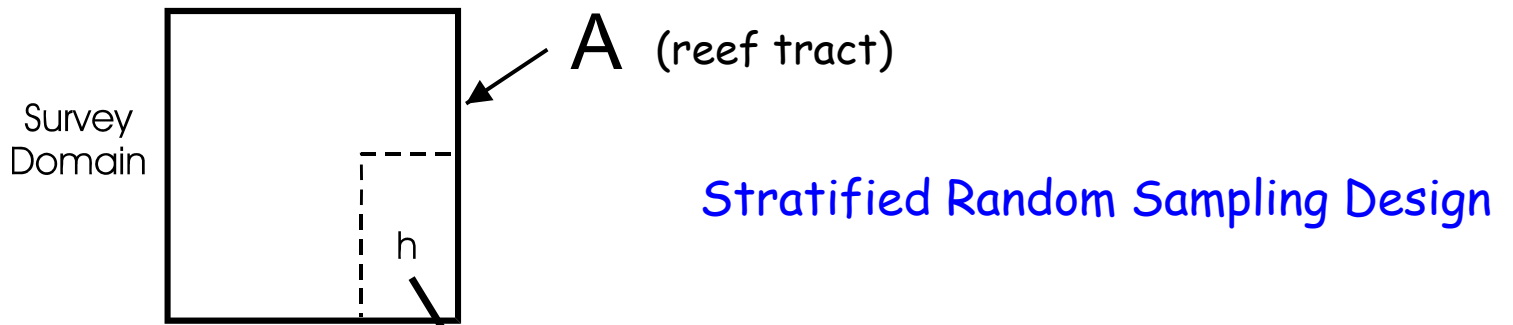 A (reef tract)
Survey
Domain
Stratified Random Sampling Design
h